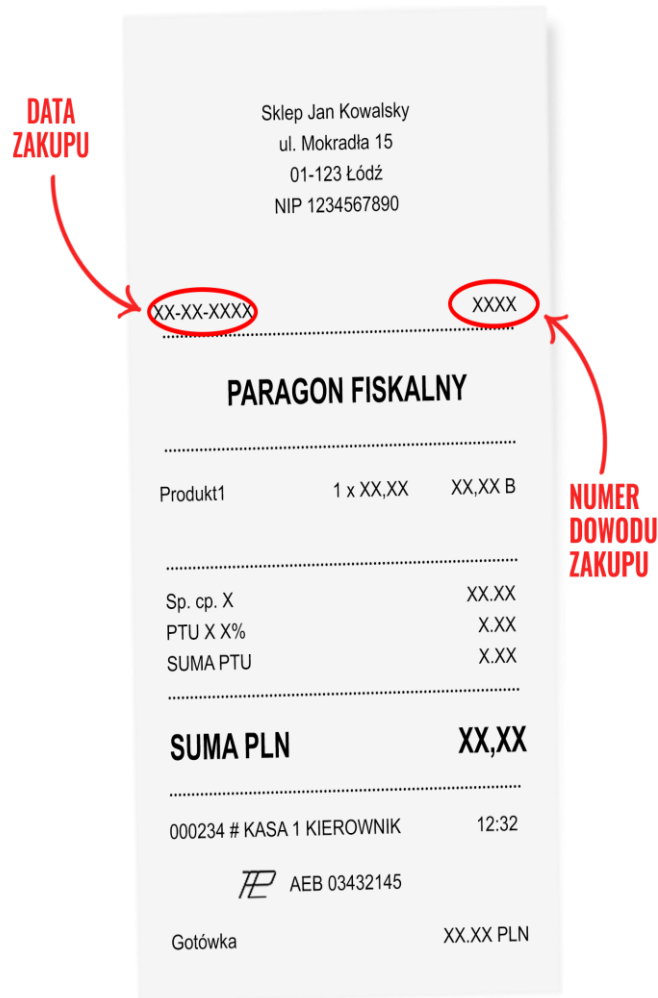 DATA
ZAKUPU
Sklep Jan Kowalsky
ul. Mokradła 15
01-123 Łódź
NIP 1234567890
XX-XX-XXXX XXXX
PARAGON FISKALNY
Produkt1 1 x XX,XX XX,XX B
NUMER
DOWODU
ZAKUPU
Sp. cp. X XX.XX
PTU X X% X.XX
SUMA PTU X.XX
SUMA PLN XX,XX
000234 # KASA 1 KIEROWNIK 12:32
AEB 03432145
Gotówka XX.XX PLN